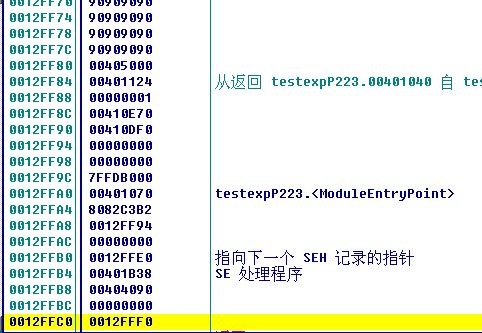 0012FF70 90909090
0012FF74 90909090
0012FF78 90909090
0012FF7C 90909090
0012FF80 00405000
0012FF84 00401124 从返回 testexpP223.00401040 自 tes
0012FF88 00000001
0012FF8C 00410E70
0012FF90 00410DF0
0012FF94 00000000
0012FF98 00000000
0012FF9C 7FFDB000
0012FFA0 00401070 testexpP223.<ModuleEntryPoint>
0012FFA4 8082C3B2
0012FFA8 0012FF94
0012FFAC 00000000
0012FFB0 0012FFE0 指向下一个 SEH 记录的指针
0012FFB4 00401B38 SE 处理程序
0012FFB8 00404090
0012FFBC 00000000
0012FFC0 0012FFF0